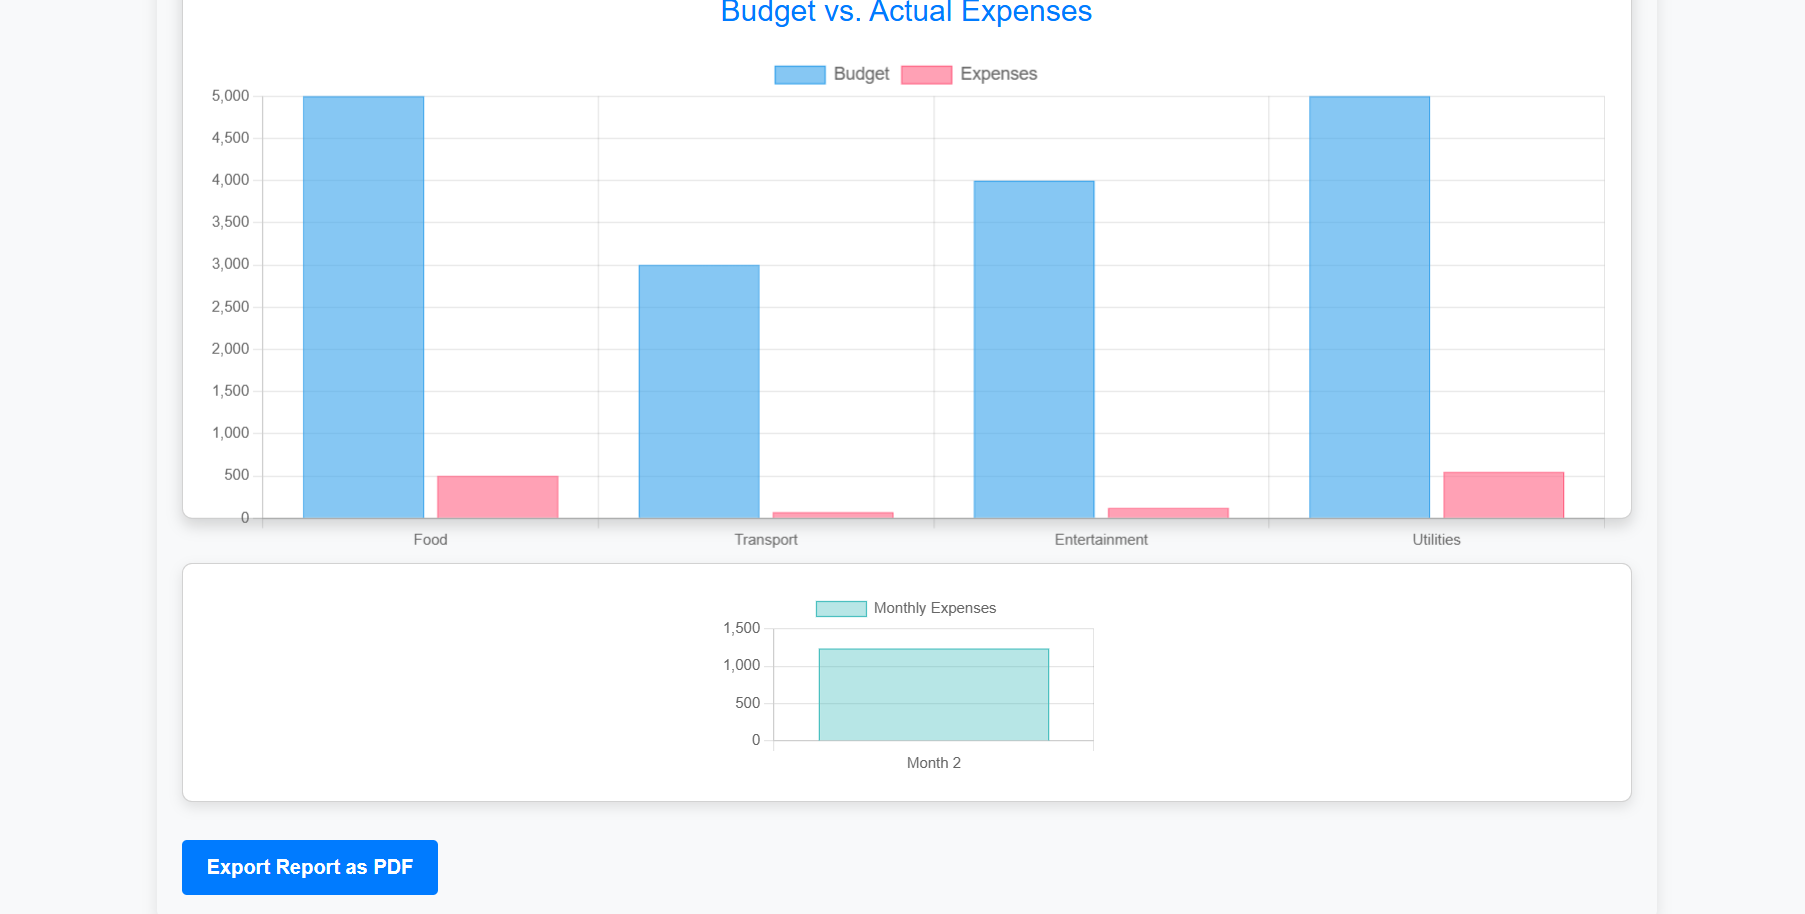 Budget vs. Actual Expenses
Budget Expenses
5,000
4,500
4,000
3,500
3,000
2,500
2,000
1,500
1,000
500
0
Food Transport Entertainment Utilities
Monthly Expenses
1,500
1,000
500
0
Month 2
Export Report as PDF